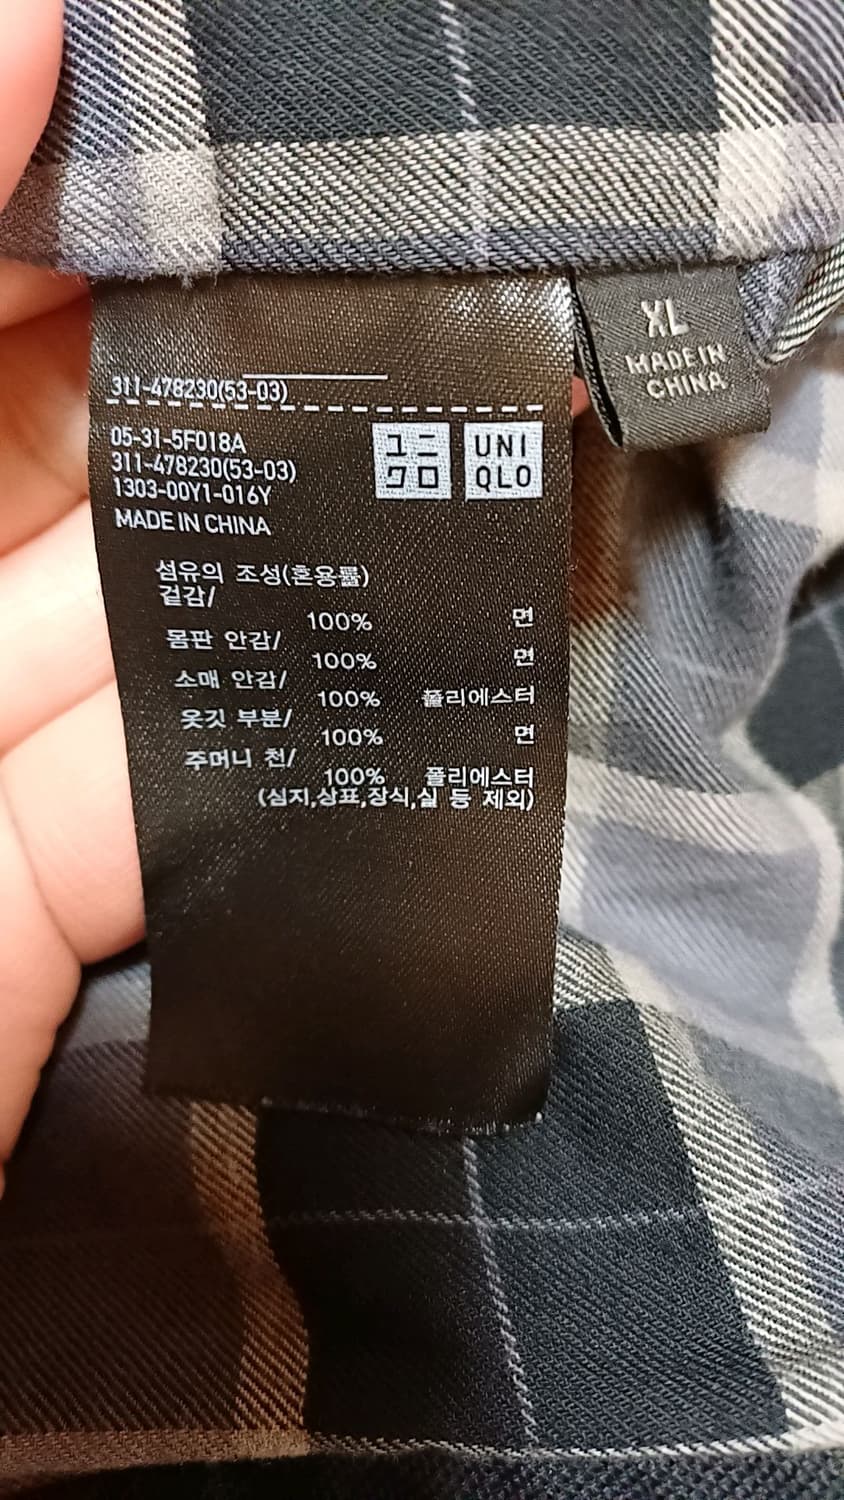 311-478230(53-03)
05-31-5F018A
311-478230(53-03)
1303-00Y1-016Y
MADE IN CHINA
ユニ
クロ
UNI
QLO
XL
MADE IN
CHINA
섬유의 조성(혼용률)
겉감/
100% 면
몸판 안감/
100% 면
소매 안감/
100% 폴리에스터
옷깃 부분/
100% 면
주머니 천/
100% 폴리에스터
(심지,상표,장식,실 등 제외)